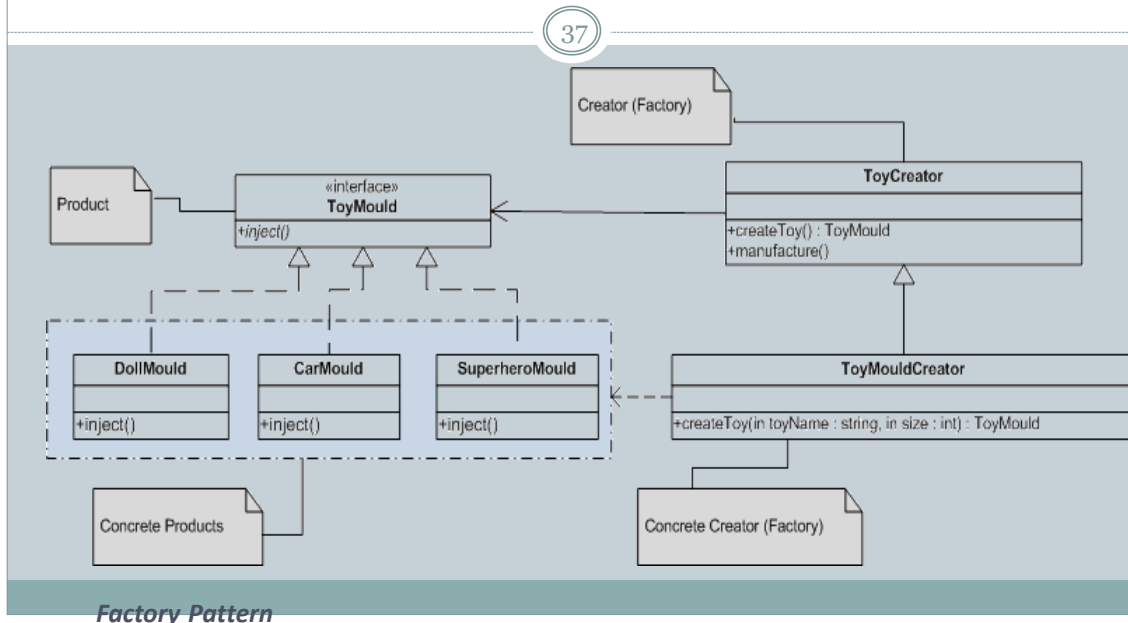 37
Creator (Factory)
Product
«interface»
ToyMould
+inject()
ToyCreator
+createToy() : ToyMould
+manufacture()
DollMould
+inject()
CarMould
+inject()
SuperheroMould
+inject()
ToyMouldCreator
+createToy(in toyName : string, in size : int) : ToyMould
Concrete Products
Concrete Creator (Factory)
Factory Pattern